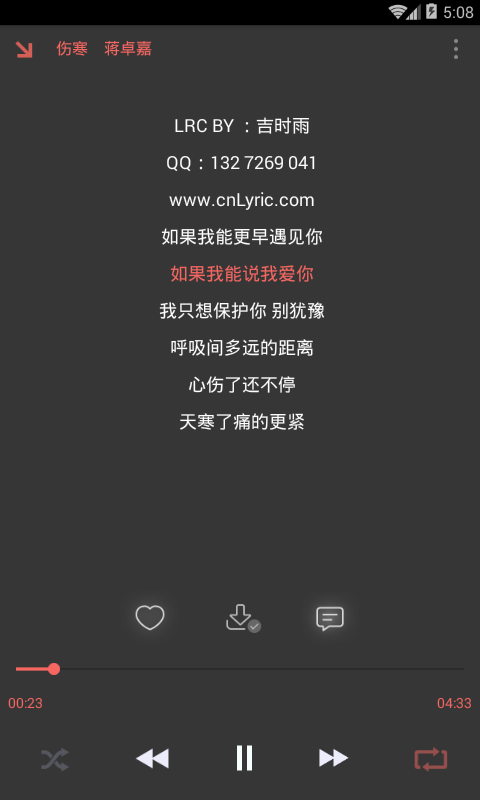 5:08
伤寒 蒋卓嘉
LRC BY ：吉时雨
QQ：132 7269 041
www.cnLyric.com
如果我能更早遇见你
如果我能说我爱你
我只想保护你 别犹豫
呼吸间多远的距离
心伤了还不停
天寒了痛的更紧
00:23 04:33